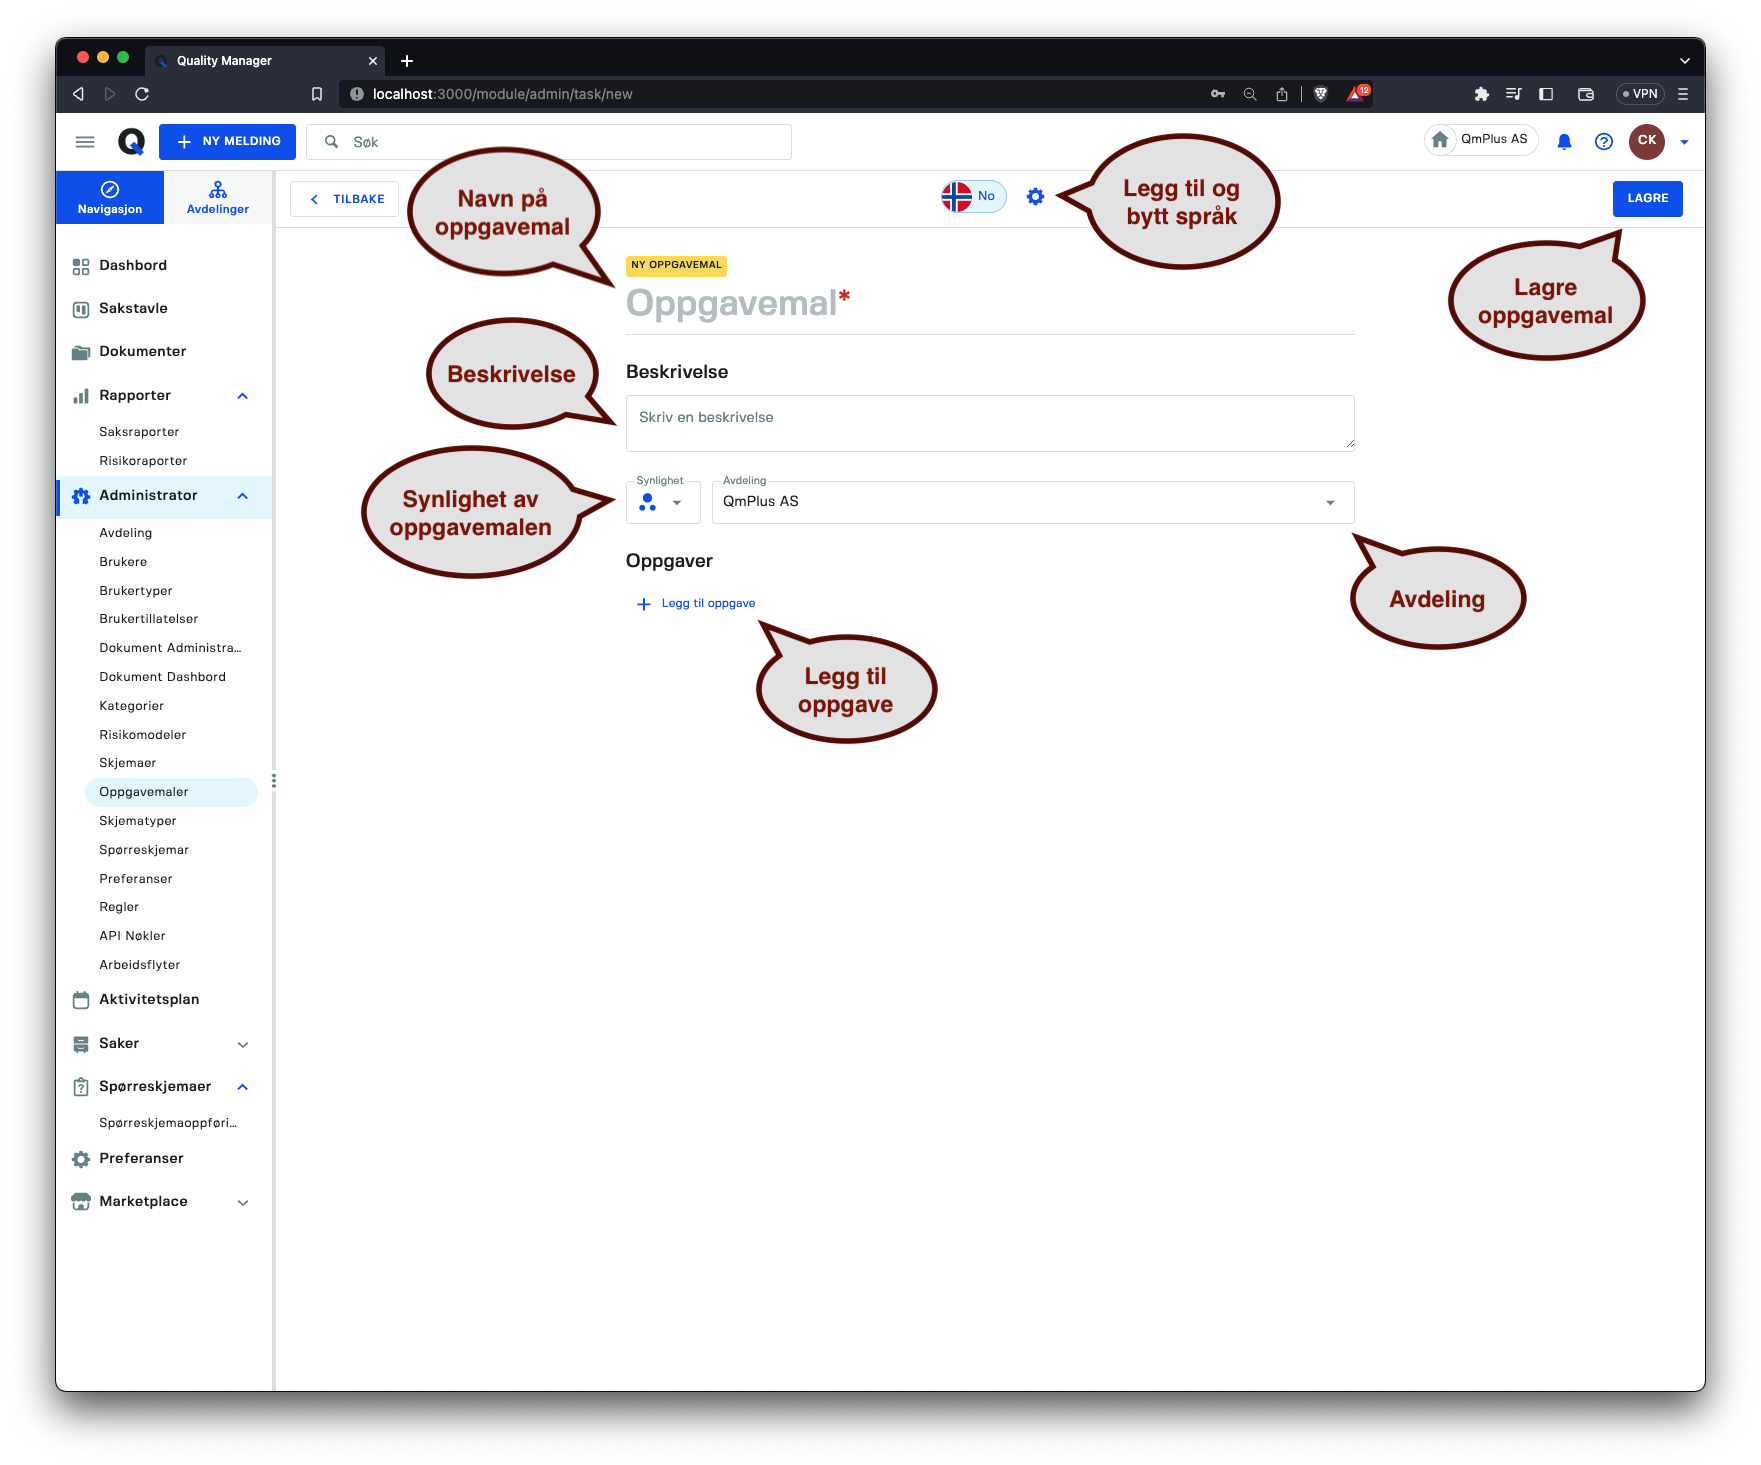 Quality Manager
localhost:3000/module/admin/task/new
12
VPN
NY MELDING
Søk
QmPlus AS
CK
Navigasjon
Avdelinger
TILBAKE
Navn på
oppgavemal
No
Legg til og
bytt språk
LAGRE
Lagre
oppgavemal
NY OPPGAVEMAL
Oppgavemal*
Beskrivelse
Beskrivelse
Skriv en beskrivelse
Synlighet av
oppgavemalen
Synlighet
Avdeling
QmPlus AS
Avdeling
Oppgaver
Legg til oppgave
Legg til
oppgave
Dashbord
Sakstavle
Dokumenter
Rapporter
Saksraporter
Risikoraporter
Administrator
Avdeling
Brukere
Brukertyper
Brukertillatelser
Dokument Administra...
Dokument Dashbord
Kategorier
Risikomodeler
Skjemaer
Oppgavemaler
Skjematyper
Spørreskjemar
Preferanser
Regler
API Nøkler
Arbeidsflyter
Aktivitetsplan
Saker
Spørreskjemaer
Spørreskjemaoppføri...
Preferanser
Marketplace